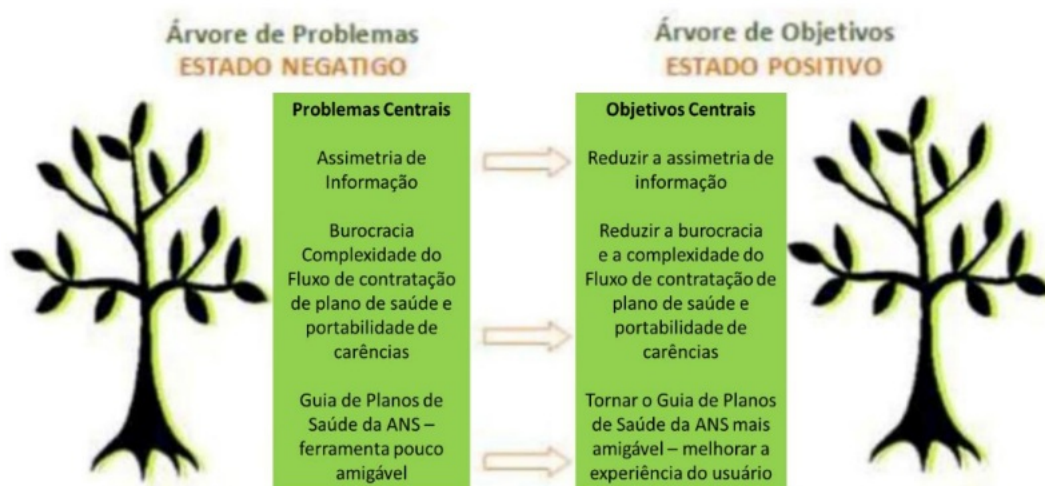 Árvore de Problemas
ESTADO NEGATIGO
Problemas Centrais
Assimetria de
Informação
Burocracia
Complexidade do
Fluxo de contratação
de plano de saúde e
portabilidade de
carências
Guia de Planos de
Saúde da ANS –
ferramenta pouco
amigável
Árvore de Objetivos
ESTADO POSITIVO
Objetivos Centrais
Reduzir a assimetria de
informação
Reduzir a burocracia
e a complexidade do
Fluxo de contratação de
plano de saúde e
portabilidade de
carências
Tornar o Guia de Planos
de Saúde da ANS mais
amigável – melhorar a
experiência do usuário